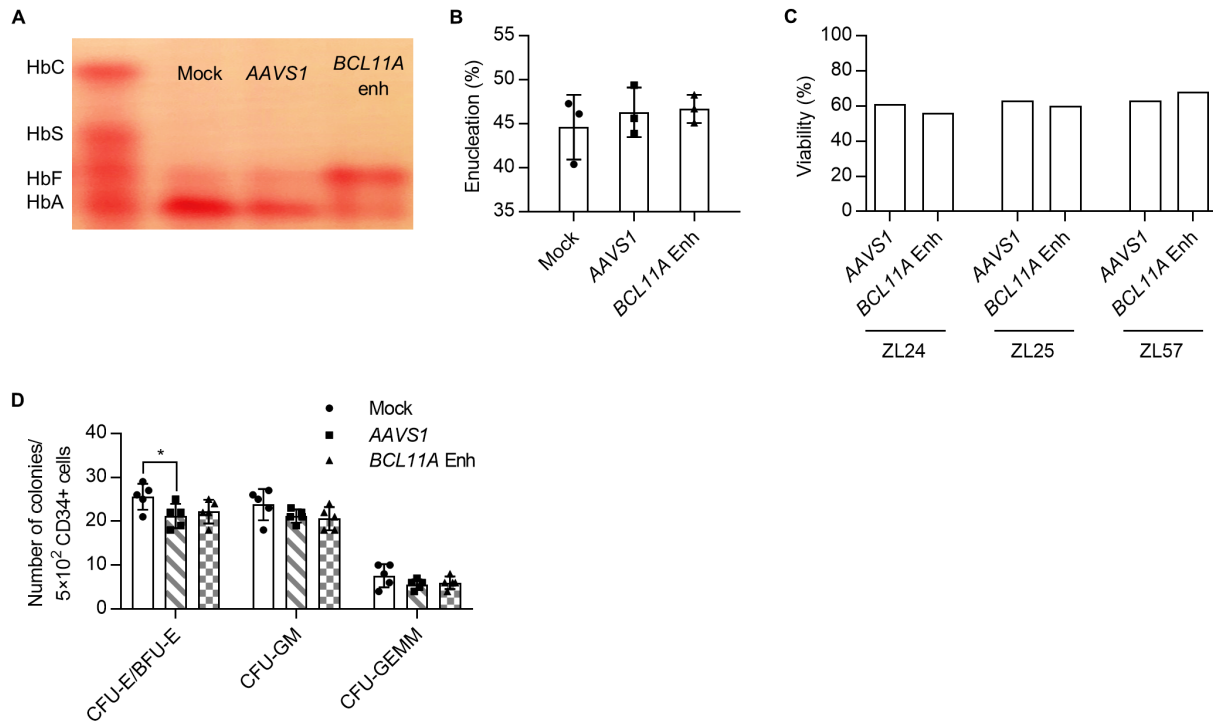 A
HbC
HbS
HbF
HbA
Mock
AAVS1
BCL11A
enh
B
Enucleation (%)
55
50
45
40
35
Mock
AAVS1
BCL11A Enh
C
Viability (%)
100
80
60
40
20
0
AAVS1
BCL11A Enh
AAVS1
BCL11A Enh
AAVS1
BCL11A Enh
ZL24
ZL25
ZL57
D
Mock
AAVS1
BCL11A Enh
Number of colonies/
5×10² CD34+ cells
40
30
20
10
0
*
CFU-E/BFU-E
CFU-GM
CFU-GEMM